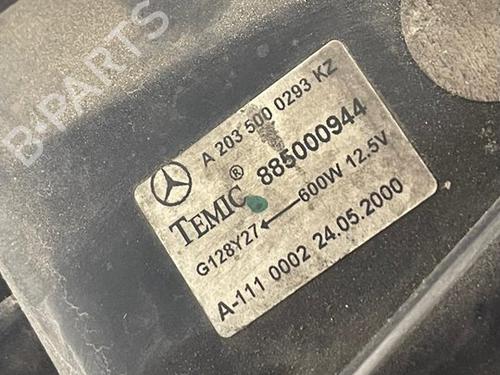 B-PARTS
A 203 500 0293 KZ
TEMIC ® 885000944
G128Y27 ← 600W 12.5V
A-111 0002 24.05.2000